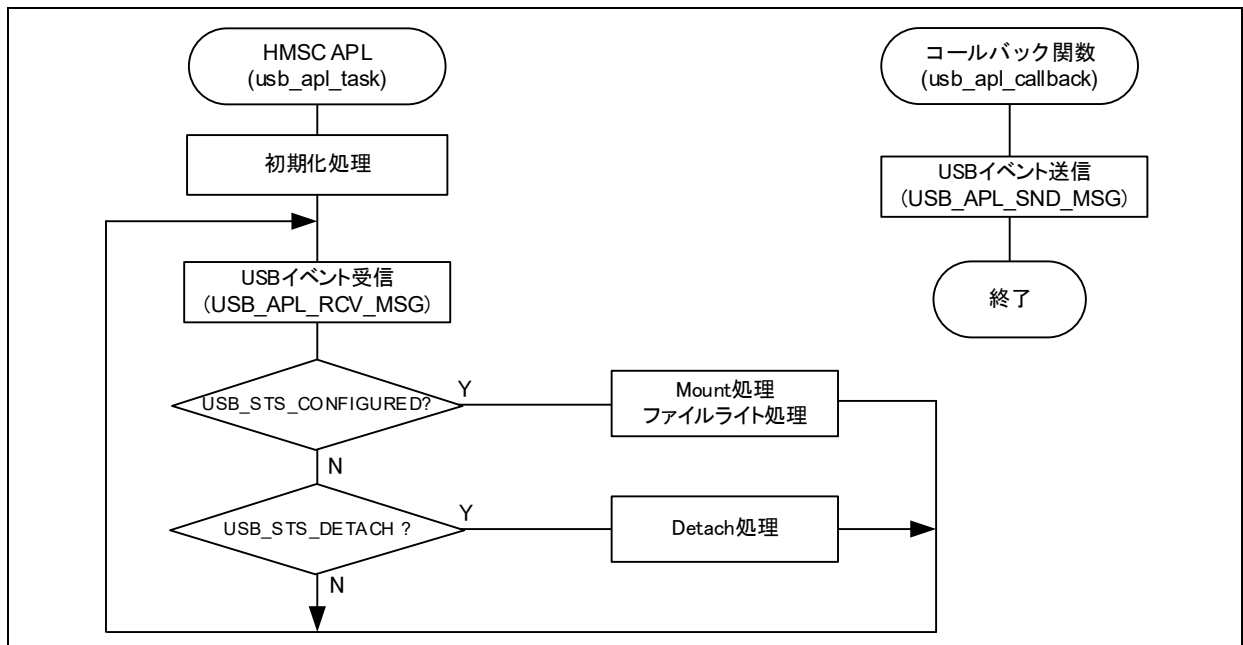 HMSC APL
(usb_apl_task)
初期化処理
USBイベント受信
(USB_APL_RCV_MSG)
USB_STS_CONFIGURED?
Y
Mount処理
ファイルライト処理
N
USB_STS_DETACH ?
Y
Detach処理
N
コールバック関数
(usb_apl_callback)
USBイベント送信
(USB_APL_SND_MSG)
終了